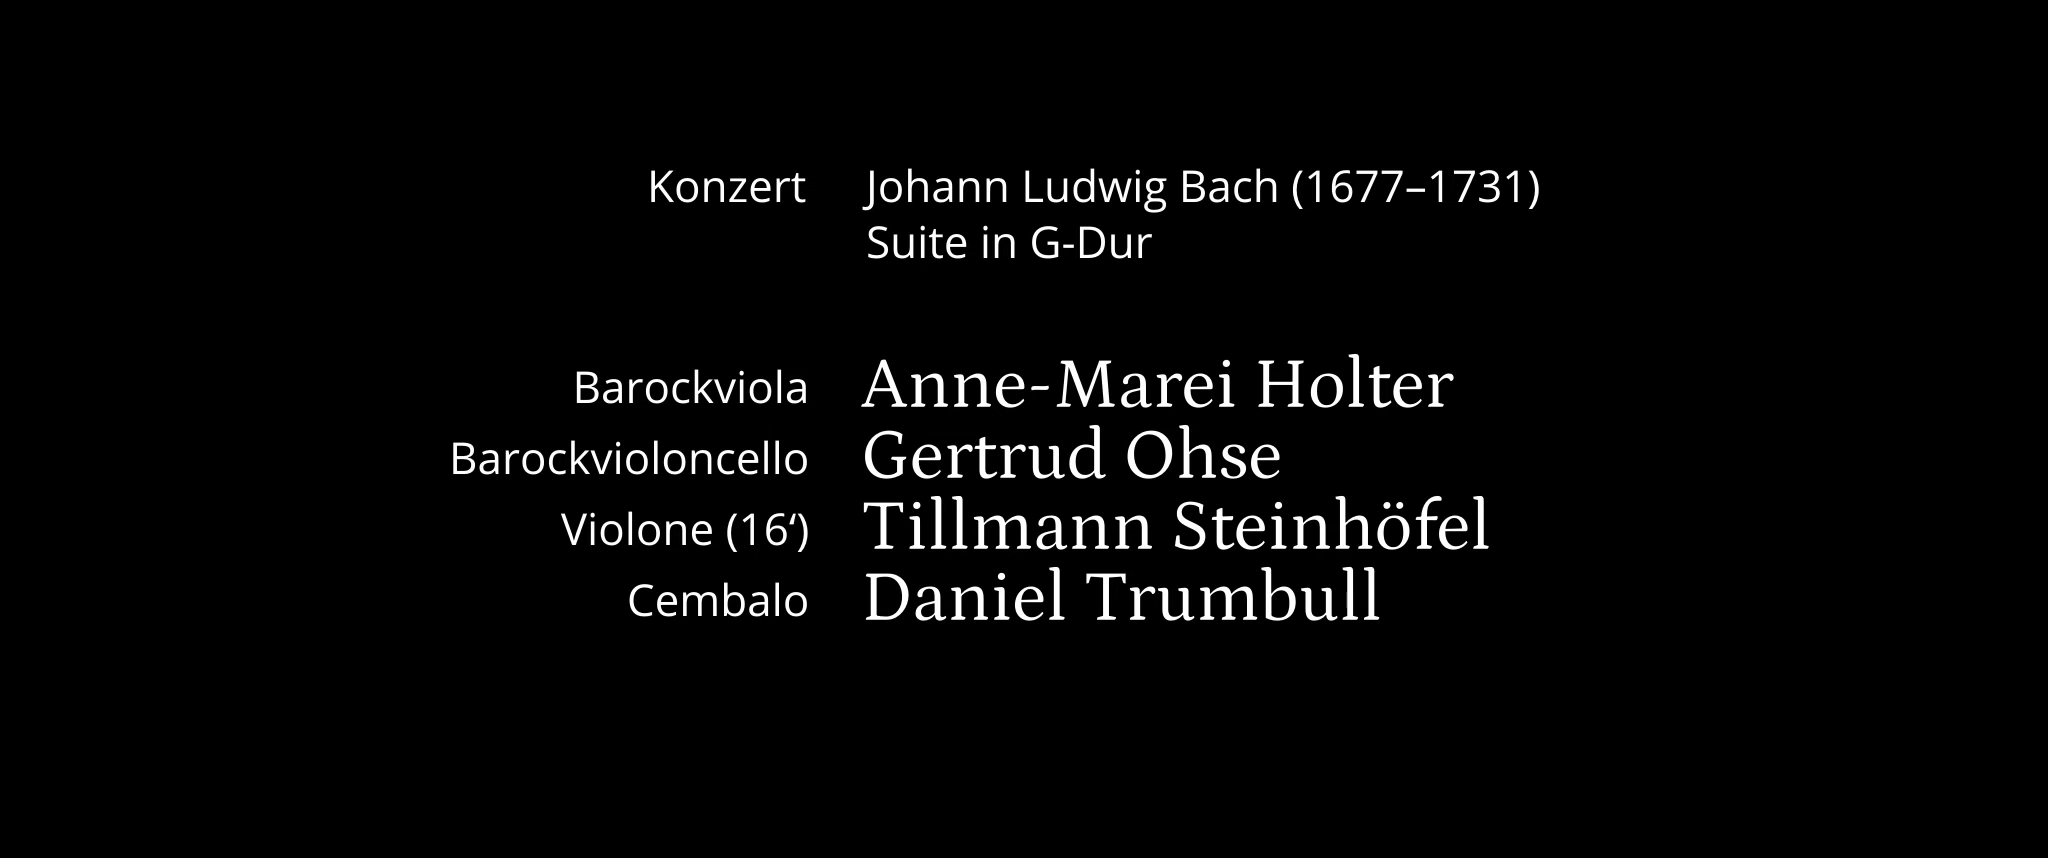 Konzert Johann Ludwig Bach (1677–1731)
Suite in G-Dur
Barockviola Anne-Marei Holter
Barockvioloncello Gertrud Ohse
Violone (16‘) Tillmann Steinhöfel
Cembalo Daniel Trumbull